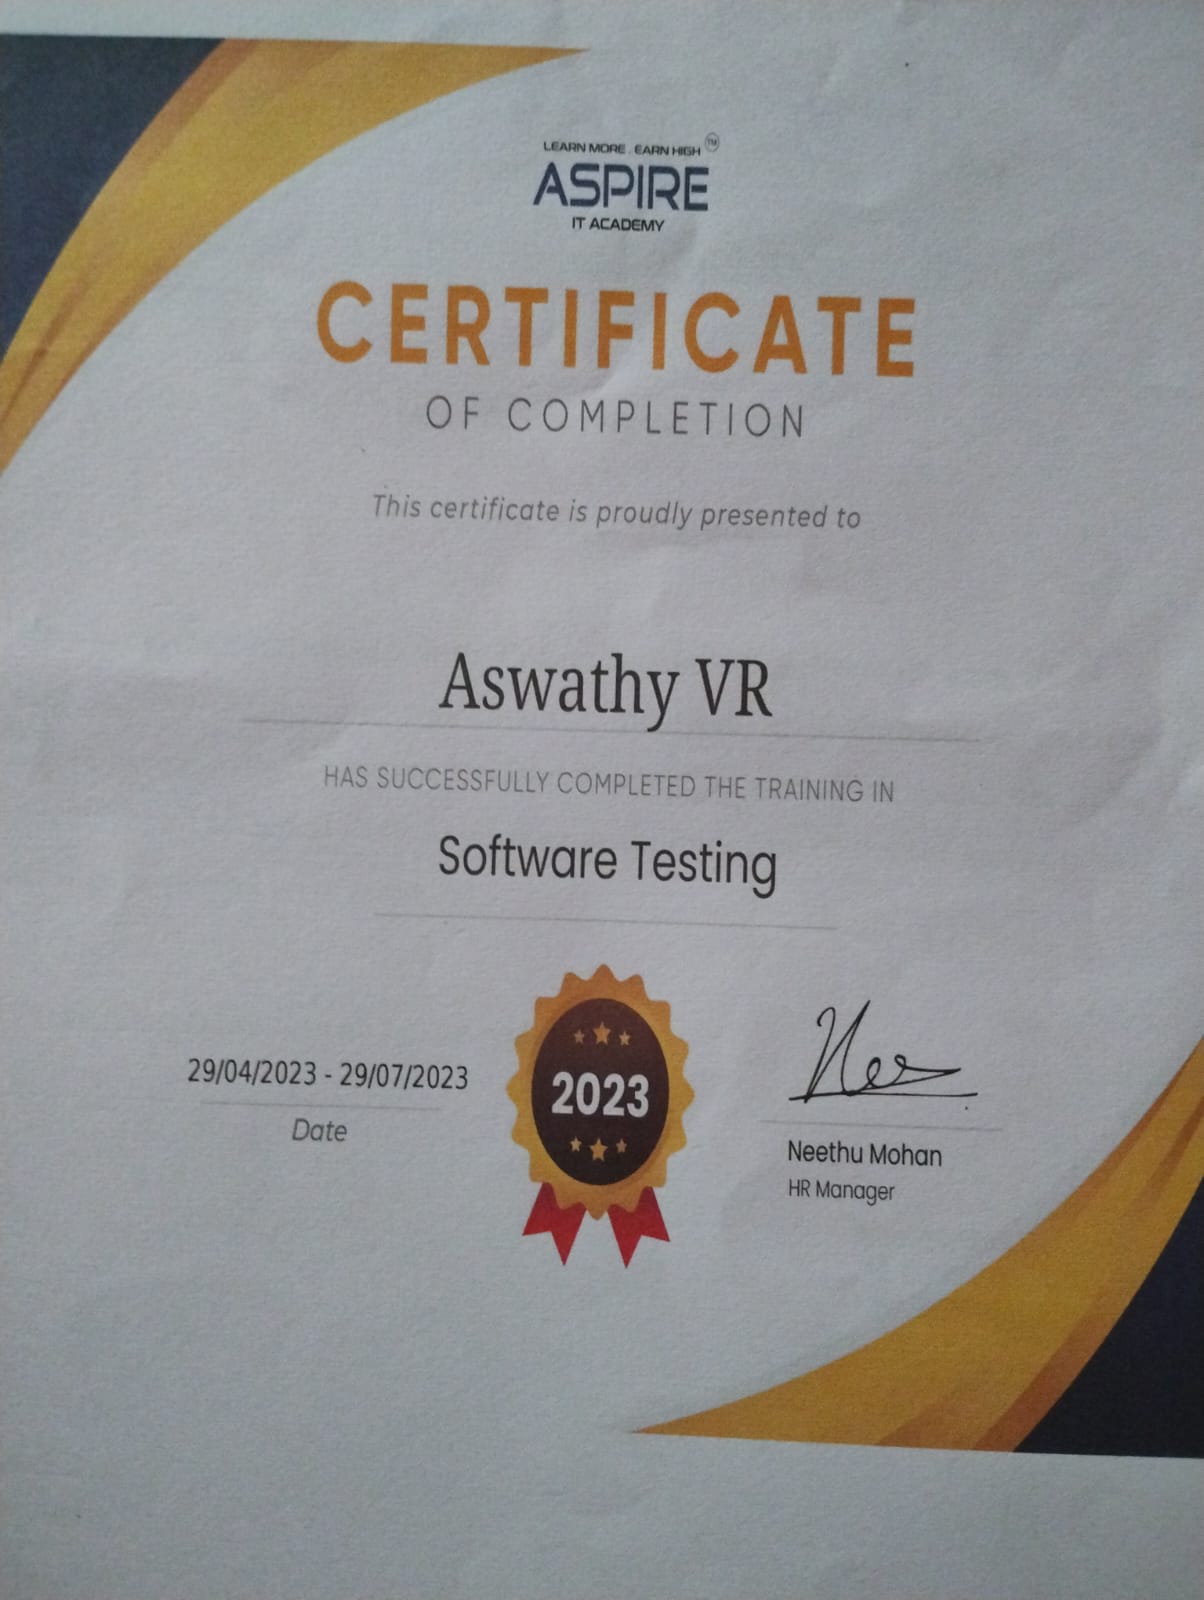 LEARN MORE . EARN HIGH TM
ASPIRE
IT ACADEMY
CERTIFICATE
OF COMPLETION
This certificate is proudly presented to
Aswathy VR
HAS SUCCESSFULLY COMPLETED THE TRAINING IN
Software Testing
29/04/2023 - 29/07/2023
Date
2023
Neethu Mohan
HR Manager